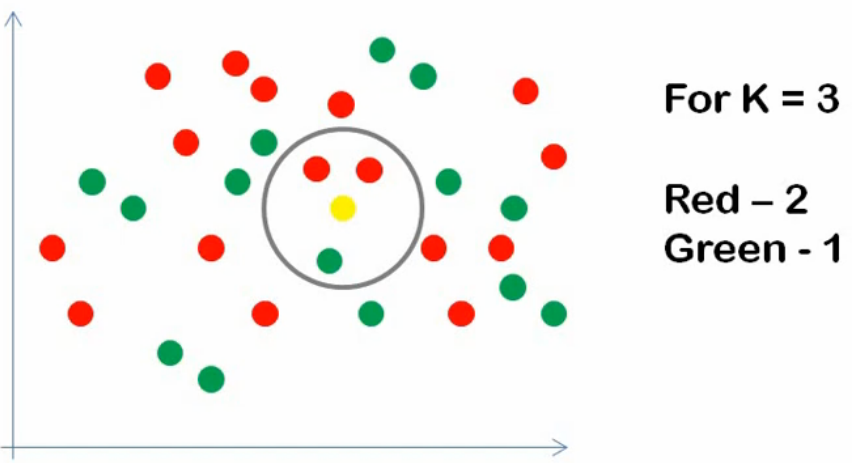 For K = 3
Red – 2
Green - 1